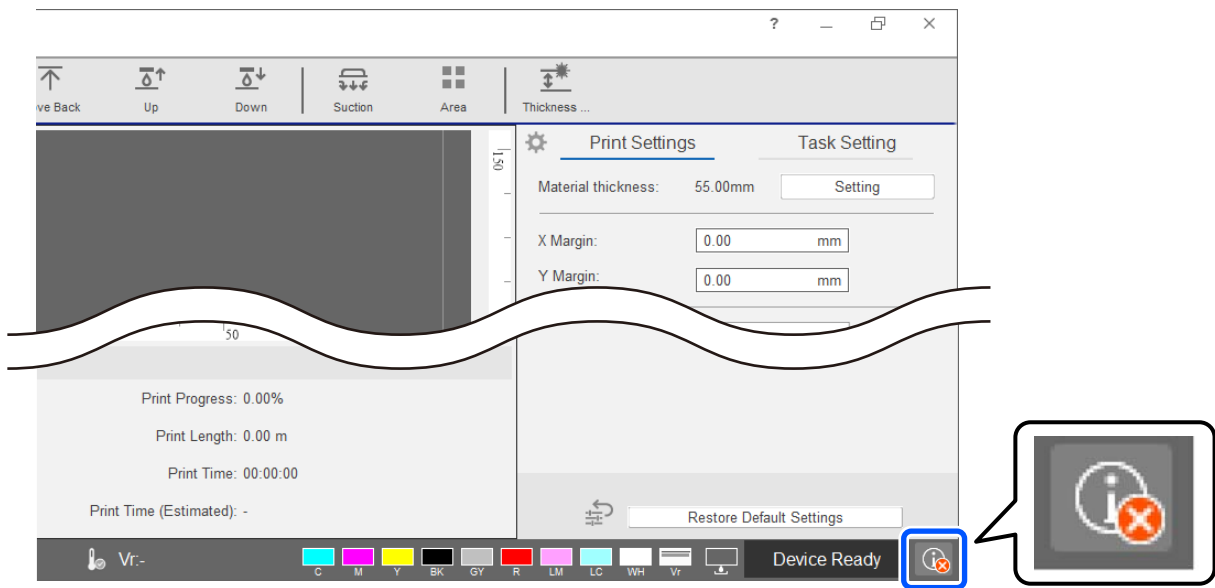 ?
ve Back Up Down Suction Area Thickness ...
150
Print Settings Task Setting
Material thickness: 55.00mm Setting
X Margin: 0.00 mm
Y Margin: 0.00 mm
50
Print Progress: 0.00%
Print Length: 0.00 m
Print Time: 00:00:00
Print Time (Estimated): -
Restore Default Settings
Vr:- Device Ready
C M Y BK GY R LM LC WH Vr